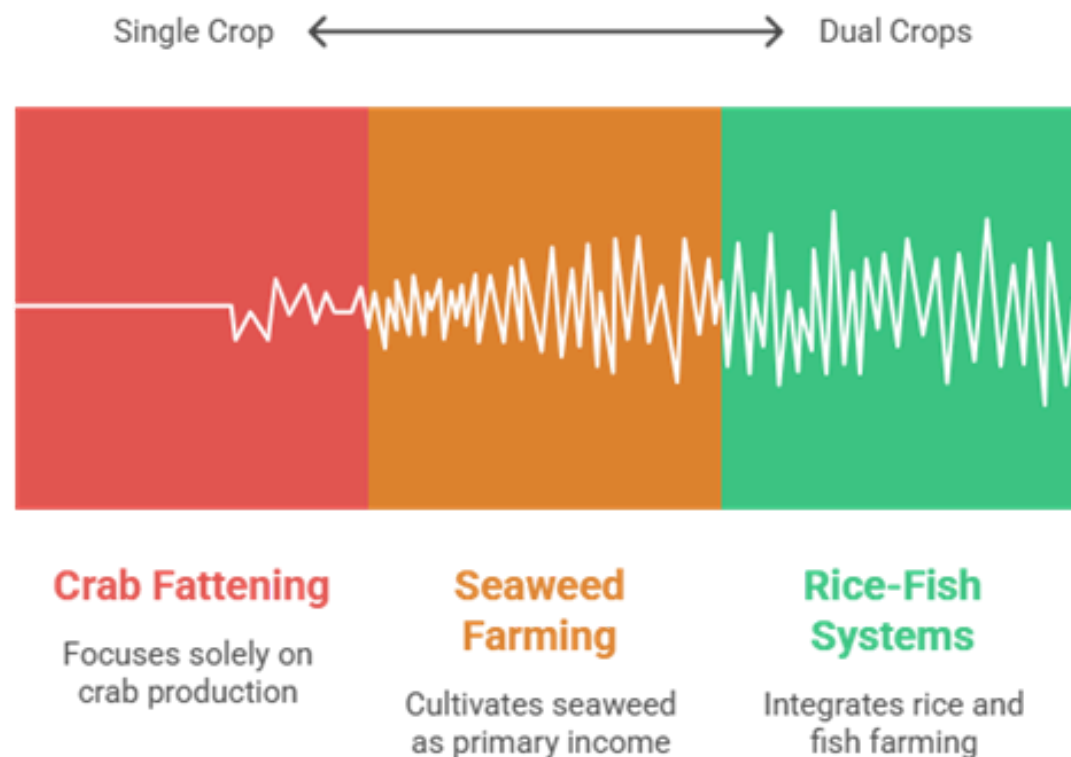 Single Crop
Dual Crops
Crab Fattening
Focuses solely on
crab production
Seaweed
Farming
Cultivates seaweed
as primary income
Rice-Fish
Systems
Integrates rice and
fish farming